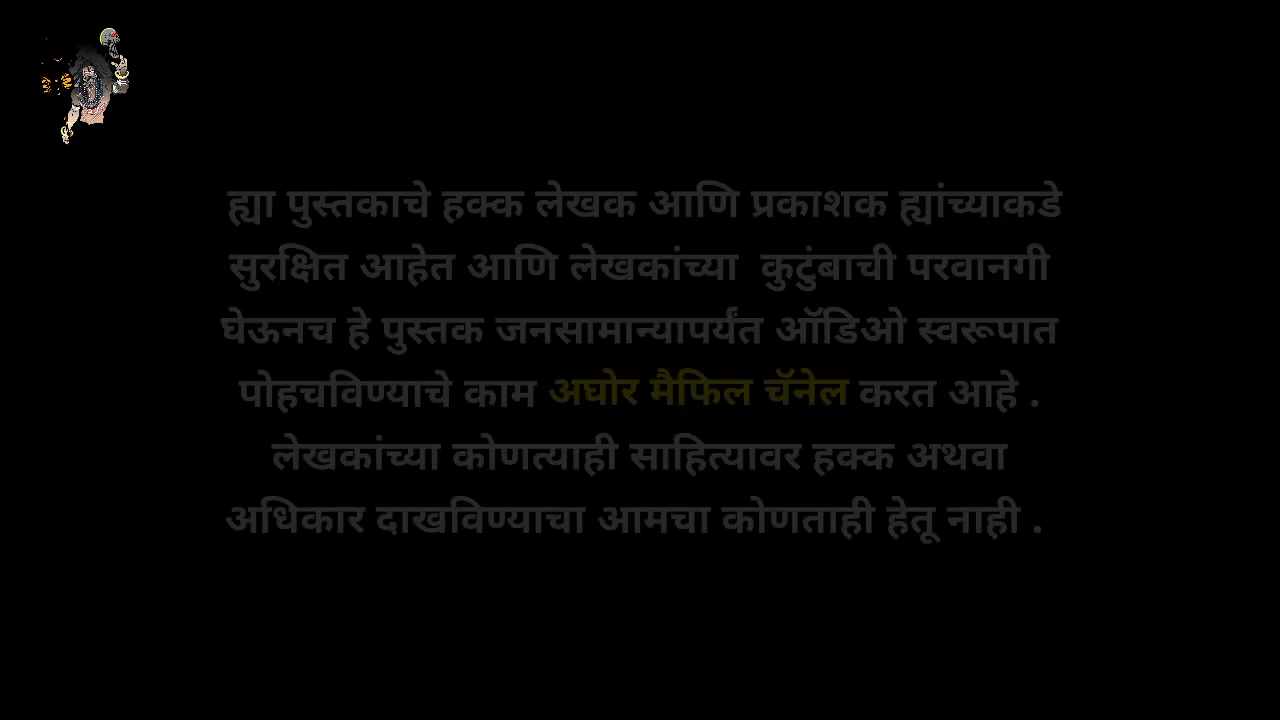 ह्या पुस्तकाचे हक्क लेखक आणि प्रकाशक ह्यांच्याकडे
सुरक्षित आहेत आणि लेखकांच्या कुटुंबाची परवानगी
घेऊनच हे पुस्तक जनसामान्यापर्यंत ऑडिओ स्वरूपात
पोहचविण्याचे काम अघोर मैफिल चॅनेल करत आहे .
लेखकांच्या कोणत्याही साहित्यावर हक्क अथवा
अधिकार दाखविण्याचा आमचा कोणताही हेतू नाही .